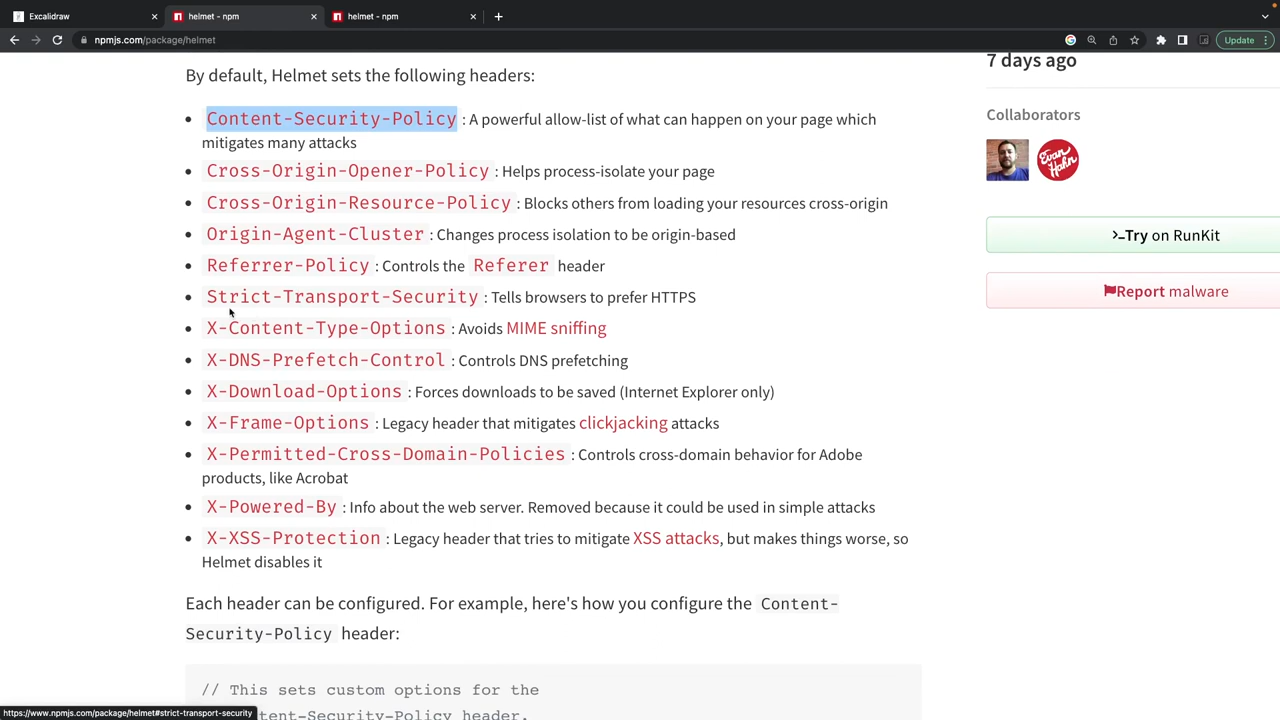 Excalidraw
helmet - npm
helmet - npm
npmjs.com/package/helmet
Update
By default, Helmet sets the following headers:
7 days ago
Content-Security-Policy : A powerful allow-list of what can happen on your page which
mitigates many attacks
Collaborators
Cross-Origin-Opener-Policy : Helps process-isolate your page
Evan Hahn
Cross-Origin-Resource-Policy : Blocks others from loading your resources cross-origin
Origin-Agent-Cluster : Changes process isolation to be origin-based
Try on RunKit
Referrer-Policy : Controls the Referer header
Strict-Transport-Security : Tells browsers to prefer HTTPS
Report malware
X-Content-Type-Options : Avoids MIME sniffing
X-DNS-Prefetch-Control : Controls DNS prefetching
X-Download-Options : Forces downloads to be saved (Internet Explorer only)
X-Frame-Options : Legacy header that mitigates clickjacking attacks
X-Permitted-Cross-Domain-Policies : Controls cross-domain behavior for Adobe
products, like Acrobat
X-Powered-By : Info about the web server. Removed because it could be used in simple attacks
X-XSS-Protection : Legacy header that tries to mitigate XSS attacks, but makes things worse, so
Helmet disables it
Each header can be configured. For example, here's how you configure the Content-
Security-Policy header:
// This sets custom options for the
tent-Security-Policy header.
https://www.npmjs.com/package/helmet#strict-transport-security